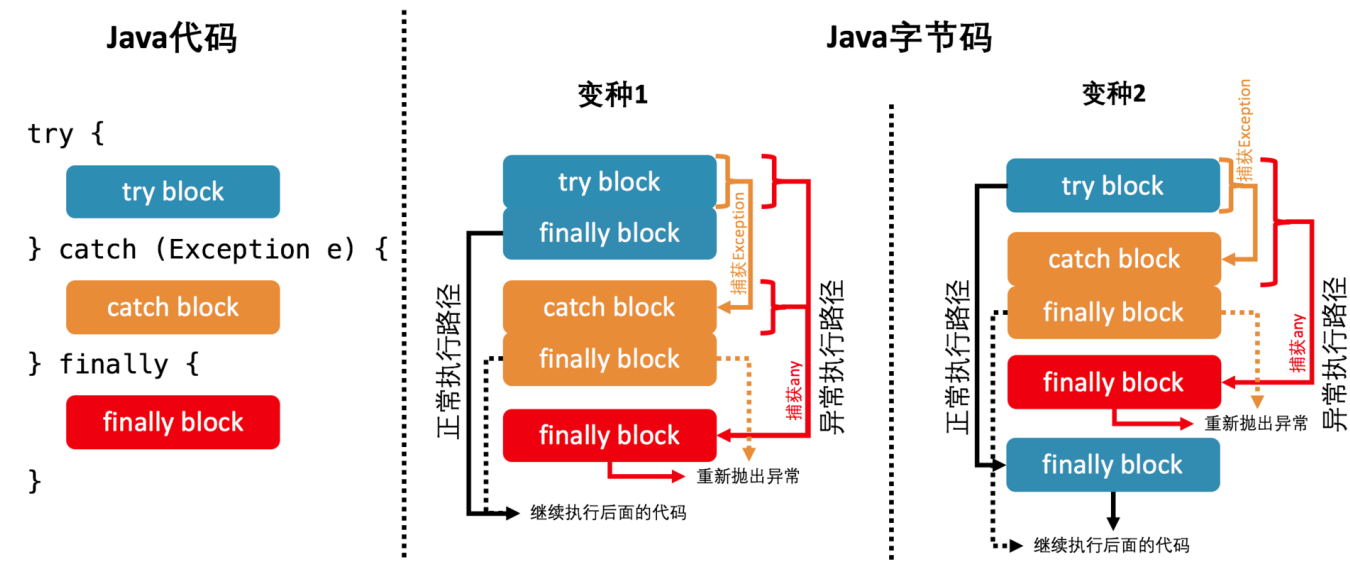 Java代码
try {
try block
} catch (Exception e) {
catch block
} finally {
finally block
}
Java字节码
变种1
try block
finally block
catch block
finally block
finally block
捕获Exception
捕获any
正常执行路径
异常执行路径
重新抛出异常
继续执行后面的代码
变种2
try block
catch block
finally block
finally block
finally block
捕获Exception
捕获any
正常执行路径
异常执行路径
重新抛出异常
继续执行后面的代码